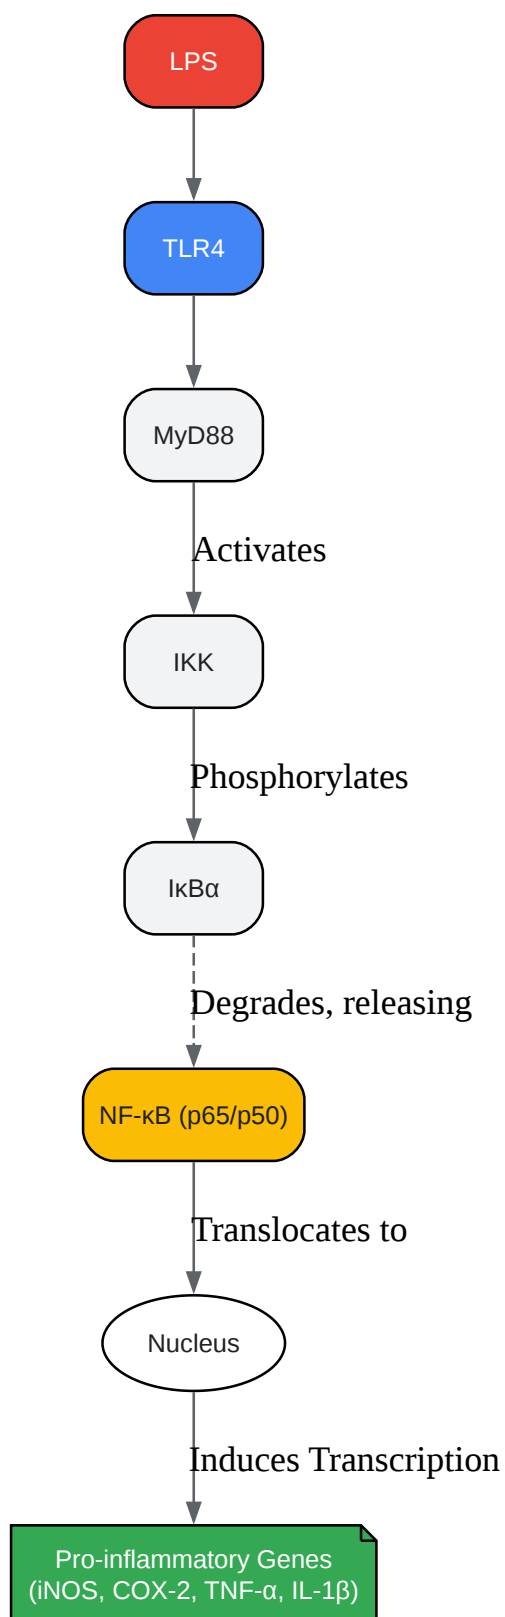 LPS
TLR4
MyD88
Activates
IKK
Phosphorylates
IκBα
Degrades, releasing
NF-κB (p65/p50)
Translocates to
Nucleus
Induces Transcription
Pro-inflammatory Genes
(iNOS, COX-2, TNF-α, IL-1β)